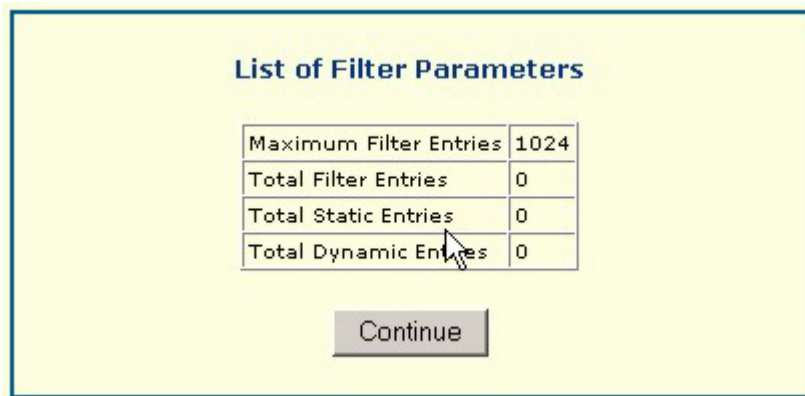 List of Filter Parameters
Maximum Filter Entries 1024
Total Filter Entries 0
Total Static Entries 0
Total Dynamic Entries 0
Continue